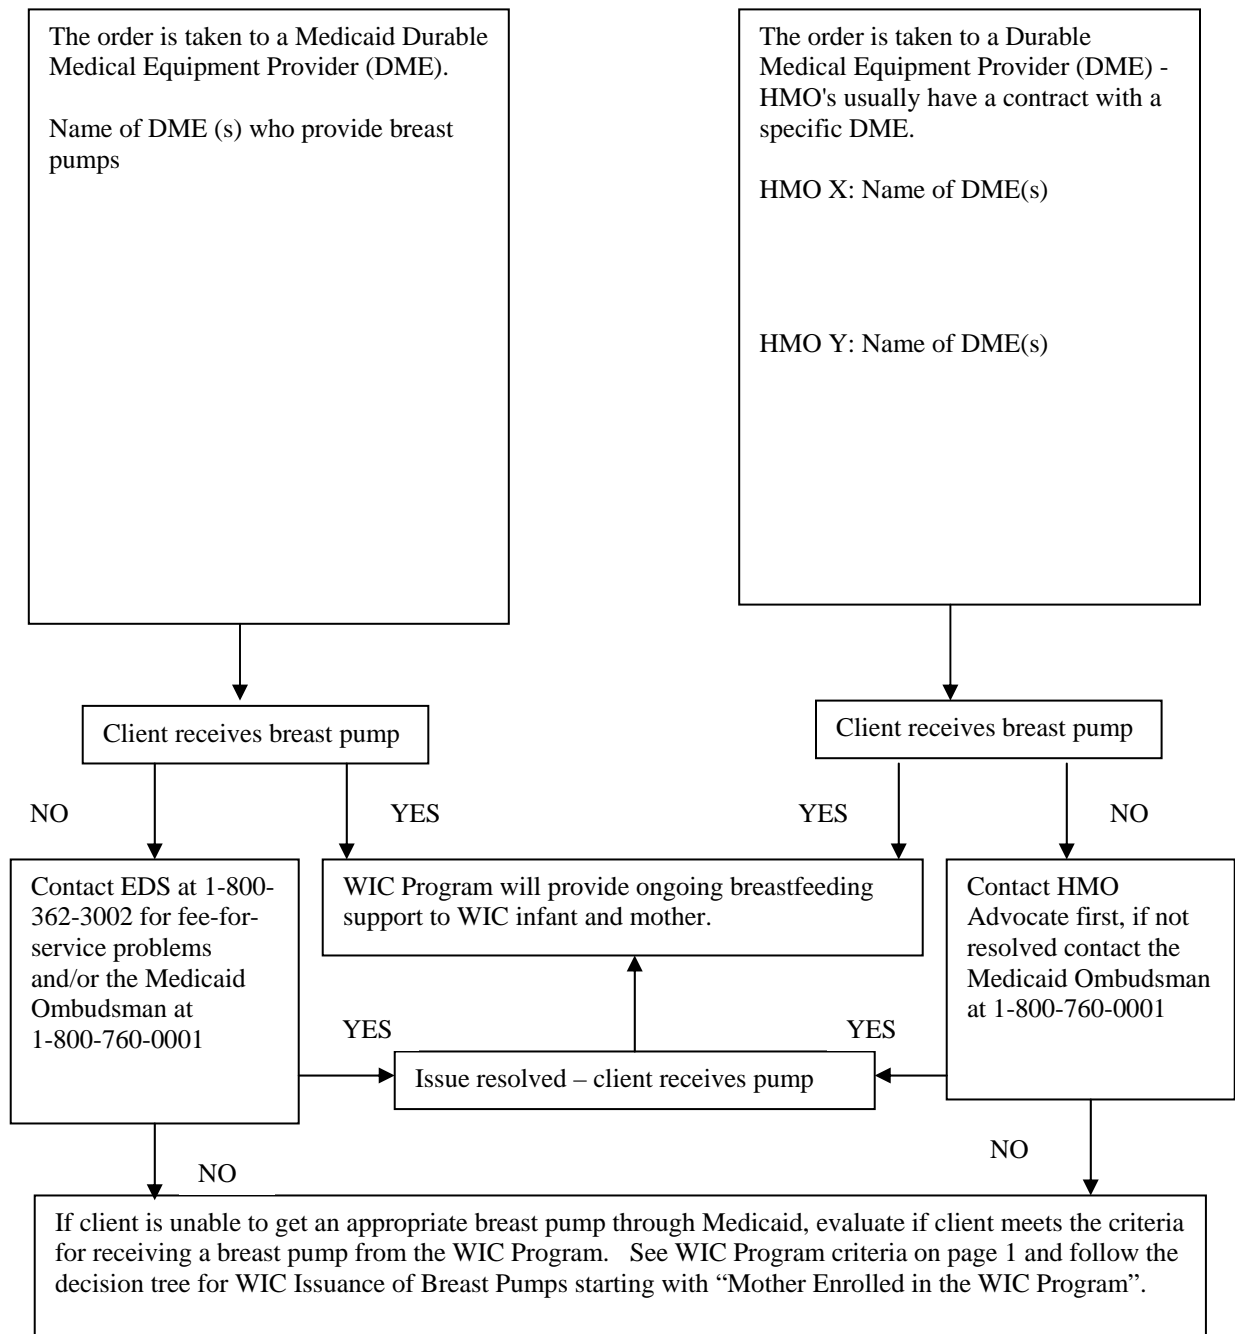 The order is taken to a Medicaid Durable
Medical Equipment Provider (DME).
Name of DME (s) who provide breast
pumps
The order is taken to a Durable
Medical Equipment Provider (DME) -
HMO's usually have a contract with a
specific DME.
HMO X: Name of DME(s)
HMO Y: Name of DME(s)
Client receives breast pump
Client receives breast pump
NO
YES
YES
NO
Contact EDS at 1-800-
362-3002 for fee-for-
service problems
and/or the Medicaid
Ombudsman at
1-800-760-0001
WIC Program will provide ongoing breastfeeding
support to WIC infant and mother.
Contact HMO
Advocate first, if not
resolved contact the
Medicaid Ombudsman
at 1-800-760-0001
YES
YES
Issue resolved – client receives pump
NO
NO
If client is unable to get an appropriate breast pump through Medicaid, evaluate if client meets the criteria
for receiving a breast pump from the WIC Program.   See WIC Program criteria on page 1 and follow the
decision tree for WIC Issuance of Breast Pumps starting with “Mother Enrolled in the WIC Program”.